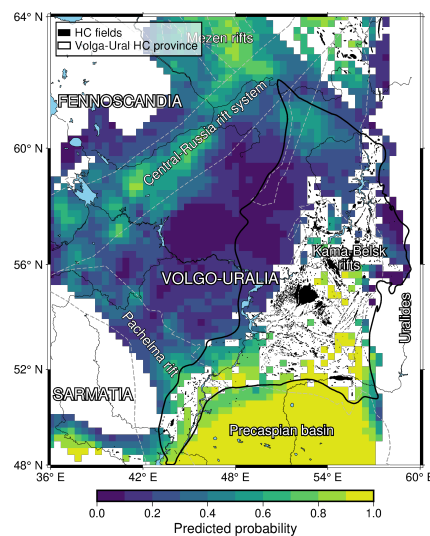 64° N
HC fields
Volga-Ural HC province
Mezen rifts
FENNOSCANDIA
Central Russia rift system
60° N
Kama-Belsk
rifts
56° N
VOLGO-URALIA
Uralides
Pachelma rift
52° N
SARMATIA
Precaspian basin
48° N
36° E
42° E
48° E
54° E
60° E
0.0
0.2
0.4
0.6
0.8
1.0
Predicted probability